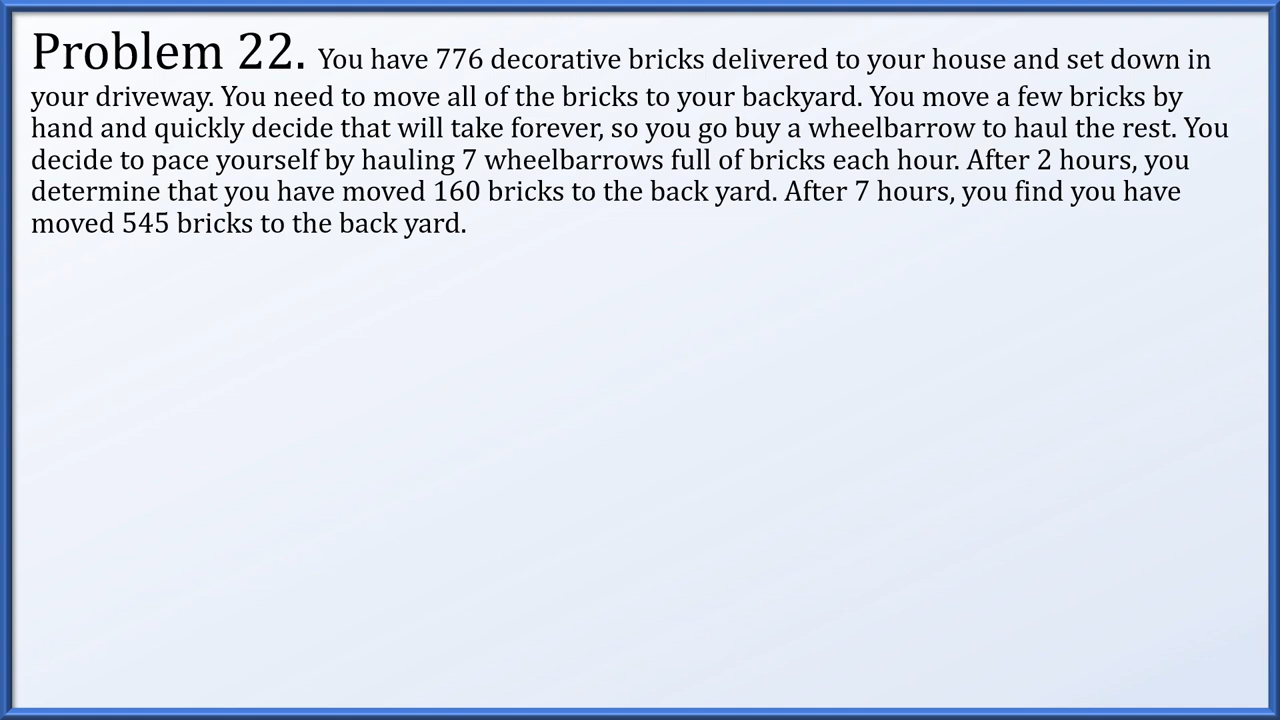 Problem 22. You have 776 decorative bricks delivered to your house and set down in
your driveway. You need to move all of the bricks to your backyard. You move a few bricks by
hand and quickly decide that will take forever, so you go buy a wheelbarrow to haul the rest. You
decide to pace yourself by hauling 7 wheelbarrows full of bricks each hour. After 2 hours, you
determine that you have moved 160 bricks to the back yard. After 7 hours, you find you have
moved 545 bricks to the back yard.